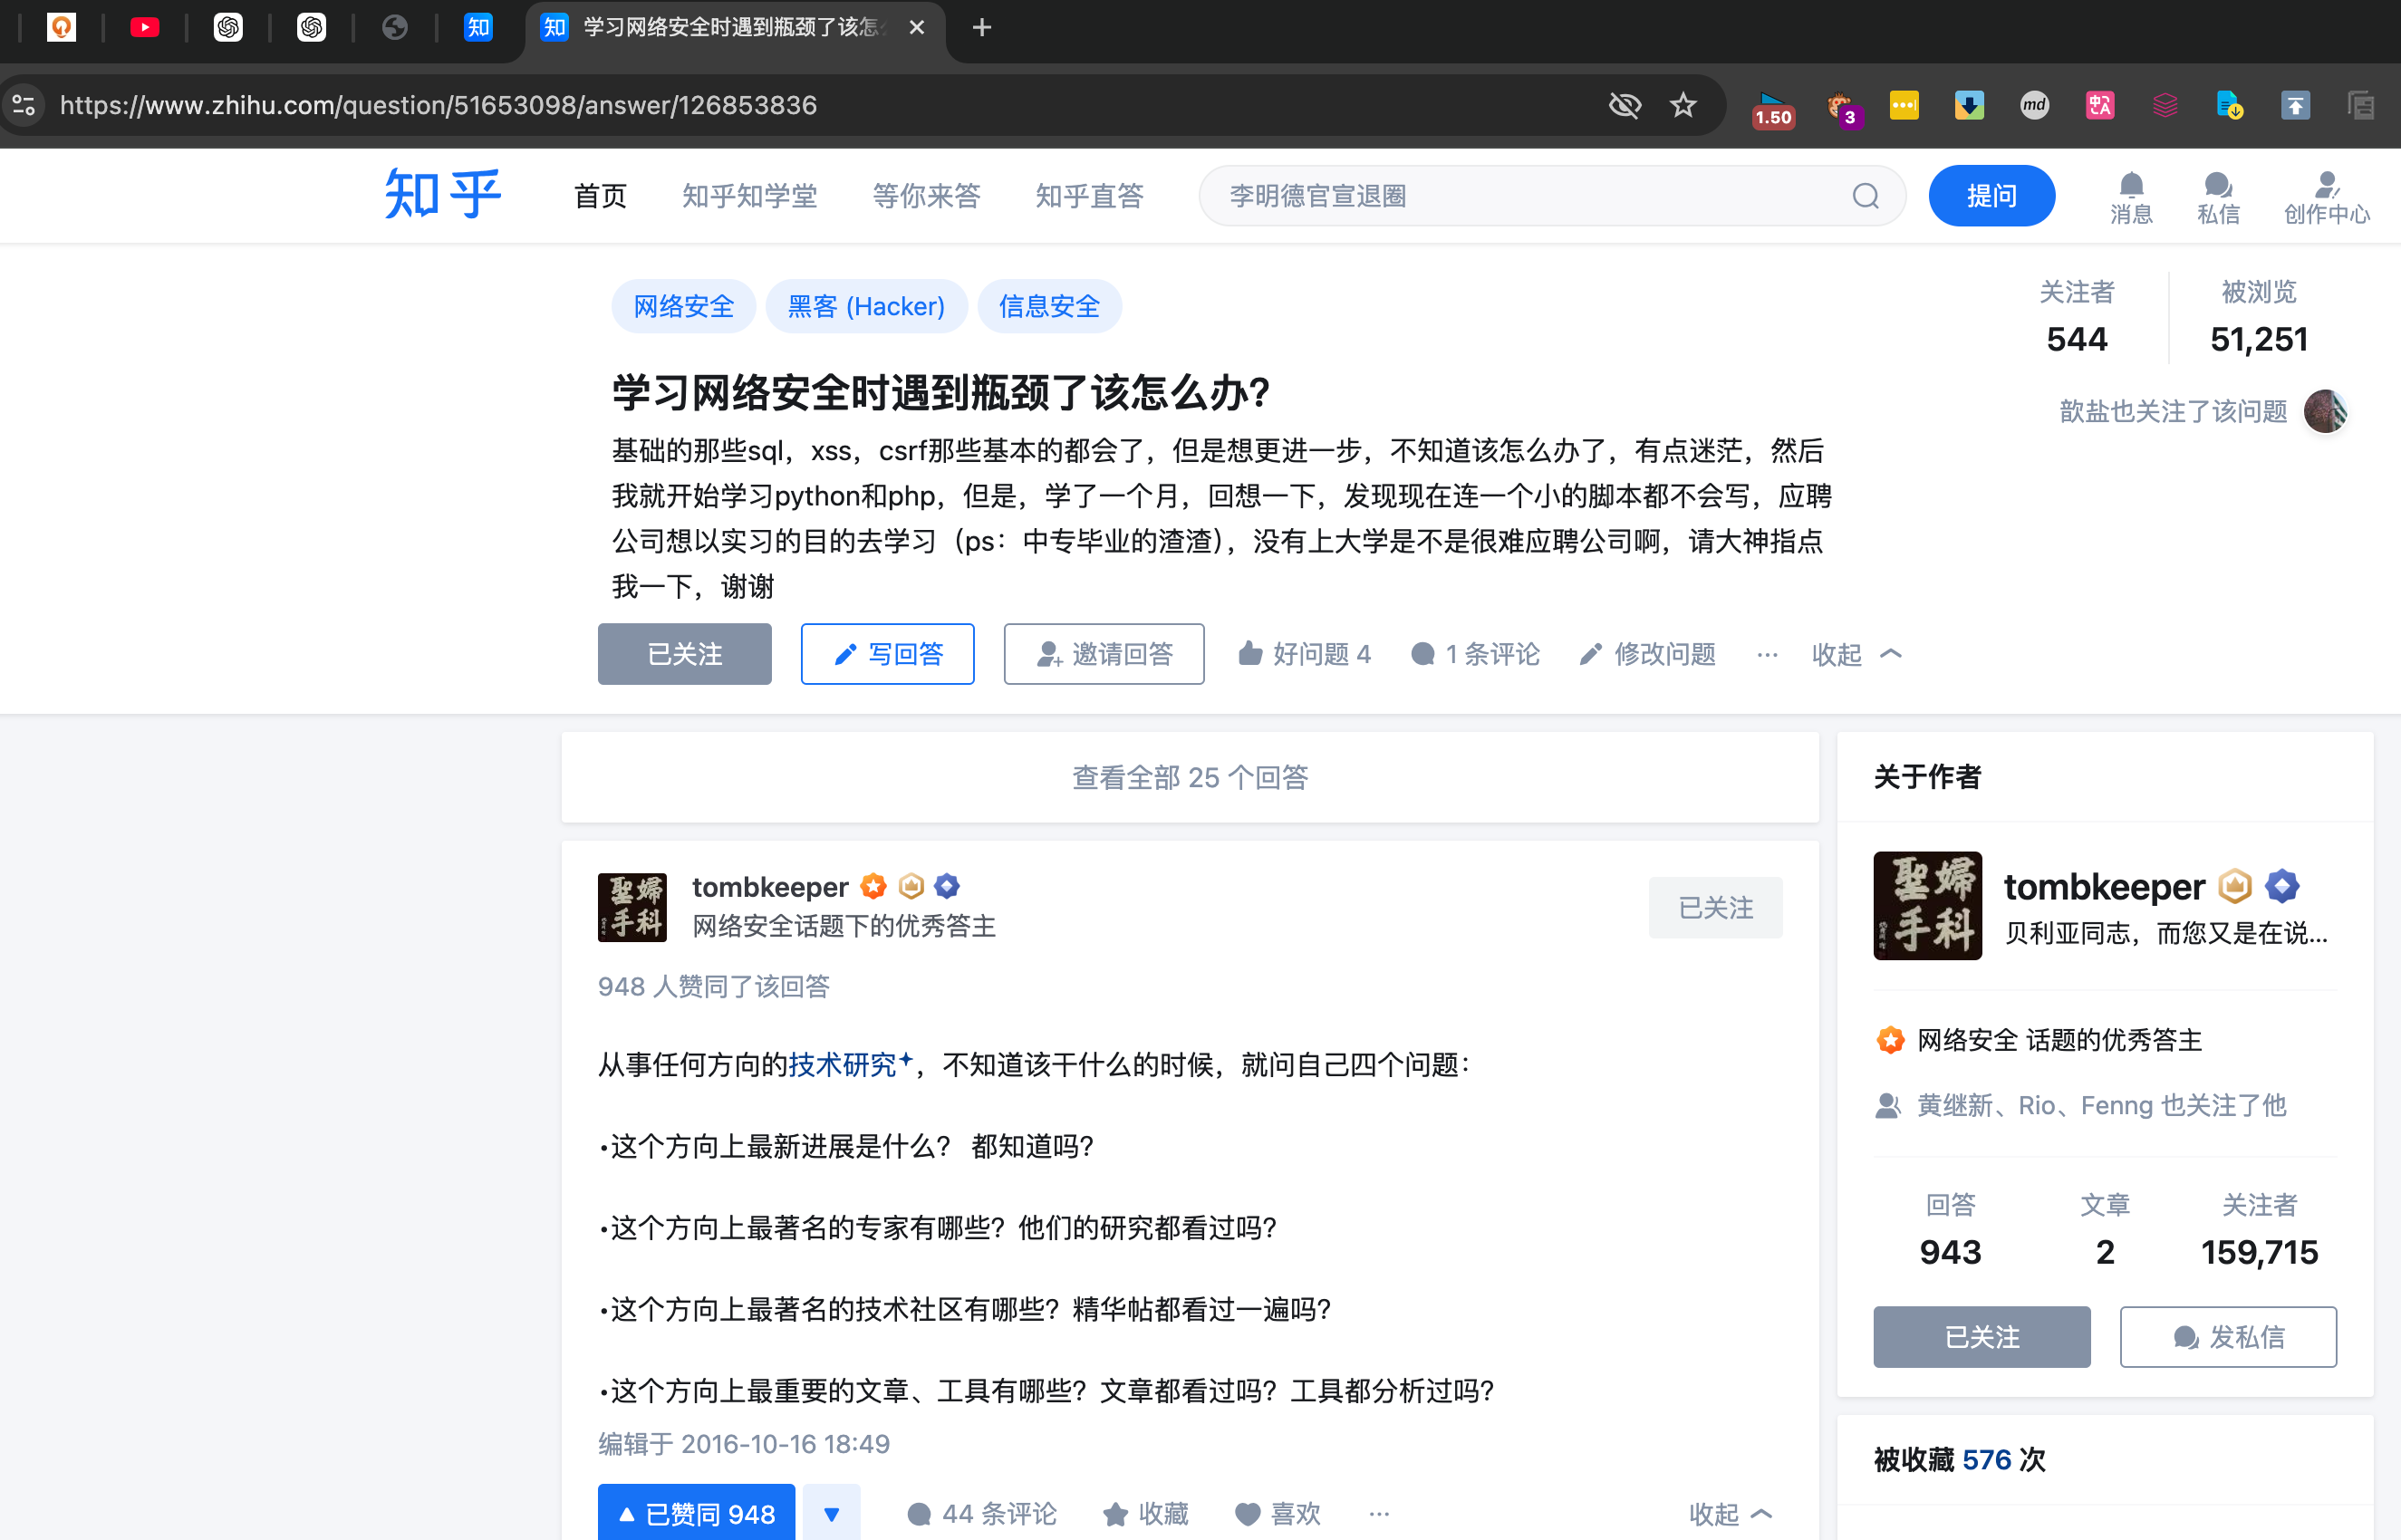 学习网络安全时遇到瓶颈了该怎
https://www.zhihu.com/question/51653098/answer/126853836
1.50
3
md
知乎
首页
知乎知学堂
等你来答
知乎直答
李明德官宣退圈
提问
消息
私信
创作中心
网络安全
黑客 (Hacker)
信息安全
关注者
544
被浏览
51,251
学习网络安全时遇到瓶颈了该怎么办?
歆盐也关注了该问题
基础的那些sql，xss，csrf那些基本的都会了，但是想更进一步，不知道该怎么办了，有点迷茫，然后
我就开始学习python和php，但是，学了一个月，回想一下，发现现在连一个小的脚本都不会写，应聘
公司想以实习的目的去学习（ps：中专毕业的渣渣），没有上大学是不是很难应聘公司啊，请大神指点
我一下，谢谢
已关注
写回答
邀请回答
好问题 4
1 条评论
修改问题
收起
查看全部 25 个回答
tombkeeper
网络安全话题下的优秀答主
已关注
948 人赞同了该回答
从事任何方向的技术研究，不知道该干什么的时候，就问自己四个问题：
•这个方向上最新进展是什么？ 都知道吗？
•这个方向上最著名的专家有哪些？他们的研究都看过吗？
•这个方向上最著名的技术社区有哪些？精华帖都看过一遍吗？
•这个方向上最重要的文章、工具有哪些？文章都看过吗？工具都分析过吗？
编辑于 2016-10-16 18:49
已赞同 948
44 条评论
收藏
喜欢
收起
关于作者
聖婦
手科
tombkeeper
贝利亚同志，而您又是在说...
网络安全 话题的优秀答主
黄继新、Rio、Fenng 也关注了他
回答
943
文章
2
关注者
159,715
已关注
发私信
被收藏 576 次